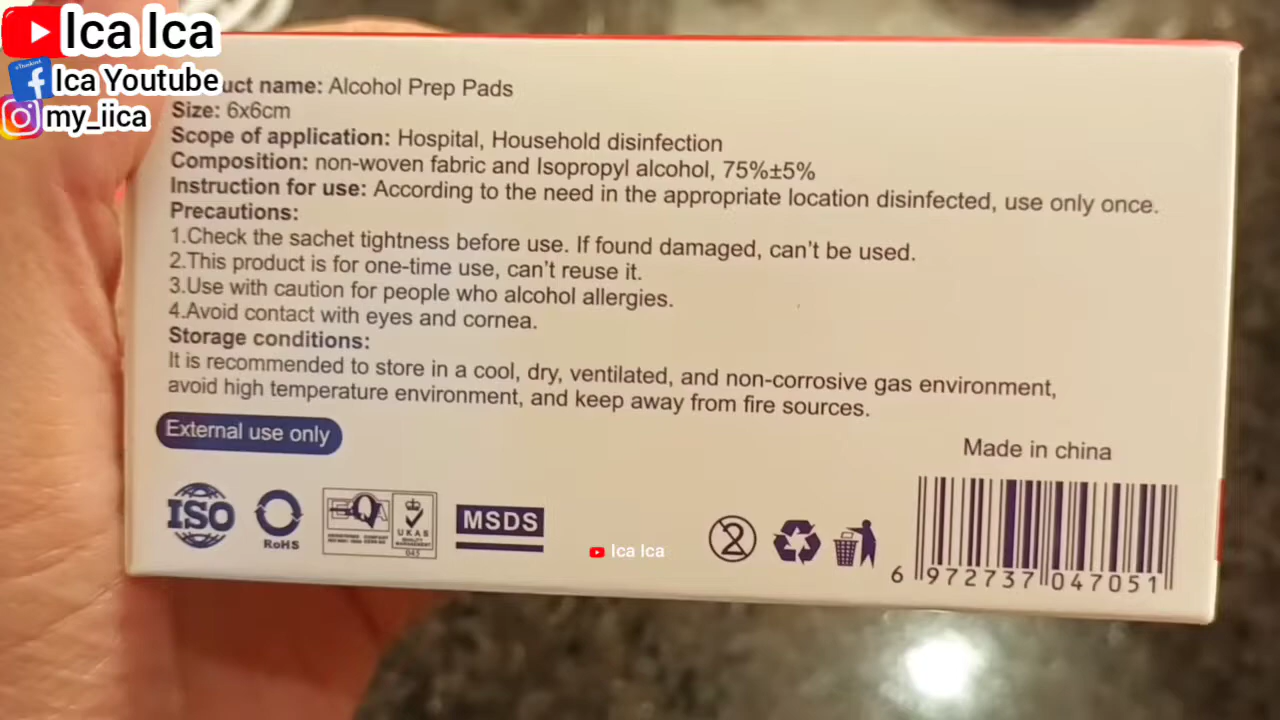 Ica Ica
Ica Youtube
my_iica
uct name: Alcohol Prep Pads
Size: 6x6cm
Scope of application: Hospital, Household disinfection
Composition: non-woven fabric and Isopropyl alcohol, 75%±5%
Instruction for use: According to the need in the appropriate location disinfected, use only once.
Precautions:
1.Check the sachet tightness before use. If found damaged, can't be used.
2.This product is for one-time use, can't reuse it.
3.Use with caution for people who alcohol allergies.
4.Avoid contact with eyes and cornea.
Storage conditions:
It is recommended to store in a cool, dry, ventilated, and non-corrosive gas environment,
avoid high temperature environment, and keep away from fire sources.
External use only
Made in china
ISO
RoHS
EQA
UKAS
QUALITY
MANAGEMENT
045
MSDS
2
Ica Ica
6 972737 047051